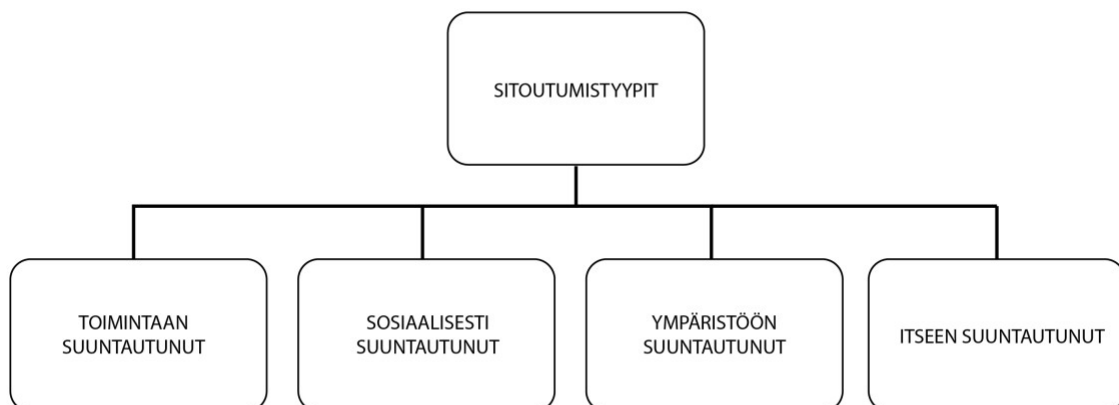 SITOUTUMISTYYPIT
TOIMINTAAN
SUUNTAUTUNUT
SOSIAALISESTI
SUUNTAUTUNUT
YMPÄRISTÖÖN
SUUNTAUTUNUT
ITSEEN SUUNTAUTUNUT